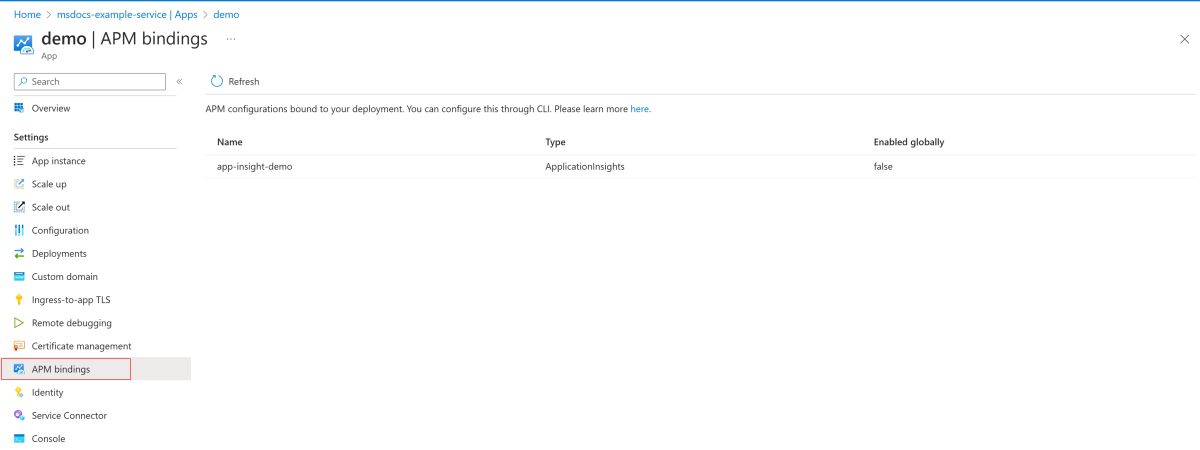 Home > msdocs-example-service | Apps > demo
demo | APM bindings ...
App
Search «
Overview
Settings
App instance
Scale up
Scale out
Configuration
Deployments
Custom domain
Ingress-to-app TLS
Remote debugging
Certificate management
APM bindings
Identity
Service Connector
Console
Refresh
APM configurations bound to your deployment. You can configure this through CLI. Please learn more here.
Name Type Enabled globally
app-insight-demo ApplicationInsights false